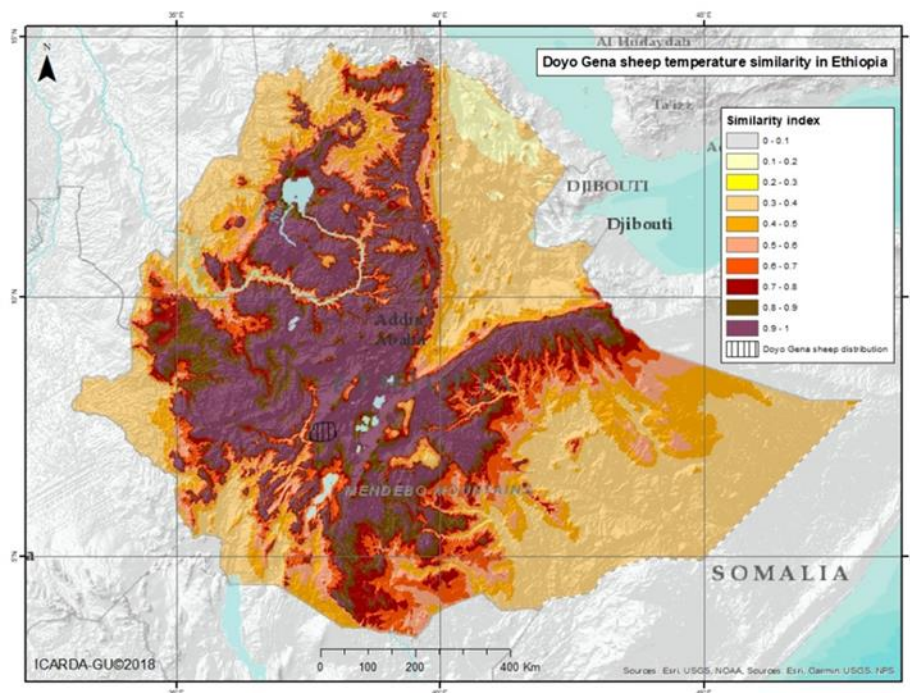 N
Al Hudaydah
Doyo Gena sheep temperature similarity in Ethiopia
Ta'izz
Similarity index
0 - 0.1
0.1 - 0.2
0.2 - 0.3
0.3 - 0.4
0.4 - 0.5
0.5 - 0.6
0.6 - 0.7
0.7 - 0.8
0.8 - 0.9
0.9 - 1
Doyo Gena sheep distribution
DJIBOUTI
Djibouti
Addis
Ababa
MENDEBO MOUNTAINS
SOMALIA
ICARDA-GU©2018
0 100 200 400 Km
Sources: Esri, USGS, NOAA, Sources: Esri, Garmin, USGS, NPS